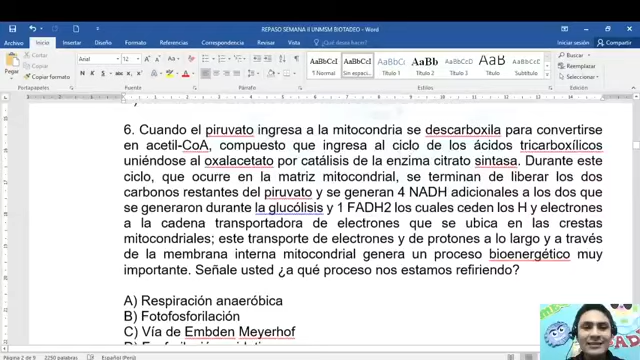 REPASO SEMANA II UNMSM BIOTADEO - Word
Archivo Inicio Insertar Diseño Formato Referencias Correspondencia Revisar Vista ¿Qué desea hacer? Iniciar sesión Compartir
Pegar
Cortar
Copiar
Copiar formato
Arial 12
AaBbCcDc AaBbCcDc AaBbC AaBbCcC AaBbCcD AaB AaBbCcD
1 Normal Sin espaci... Título 1 Título 2 Título Subtítulo
Buscar
Reemplazar
Seleccionar
Portapapeles Fuente Párrafo Estilos Edición
6. Cuando el piruvato ingresa a la mitocondria se descarboxila para convertirse
en acetil-CoA, compuesto que ingresa al ciclo de los ácidos tricarboxílicos
uniéndose al oxalacetato por catálisis de la enzima citrato sintasa. Durante este
ciclo, que ocurre en la matriz mitocondrial, se terminan de liberar los dos
carbonos restantes del piruvato y se generan 4 NADH adicionales a los dos que
se generaron durante la glucólisis y 1 FADH2 los cuales ceden los H y electrones
a la cadena transportadora de electrones que se ubica en las crestas
mitocondriales; este transporte de electrones y de protones a lo largo y a través
de la membrana interna mitocondrial genera un proceso bioenergético muy
importante. Señale usted ¿a qué proceso nos estamos refiriendo?
A) Respiración anaeróbica
B) Fotofosforilación
C) Vía de Embden Meyerhof
D) Fosforilación oxidativa
Página 2 de 9 2250 palabras Español (Perú)